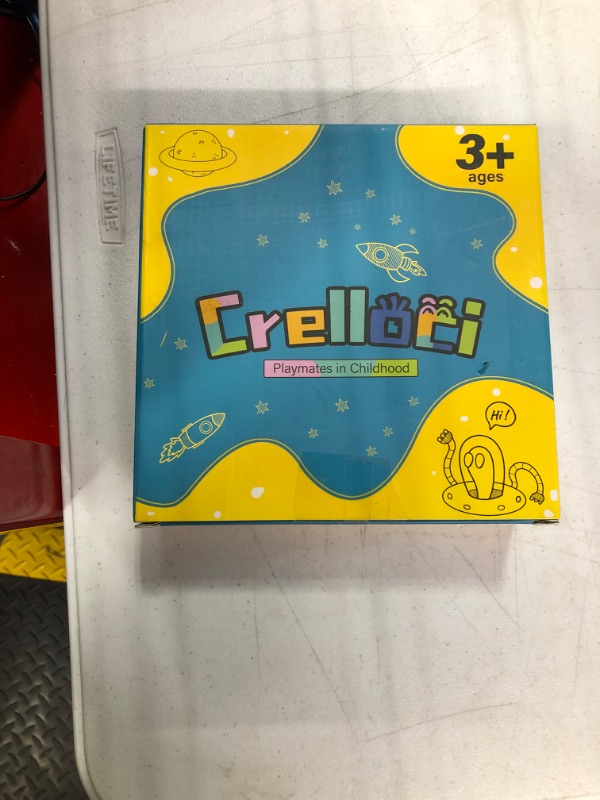 LIFETIME
3+
ages
Crelloci
Playmates in Childhood
Hi!